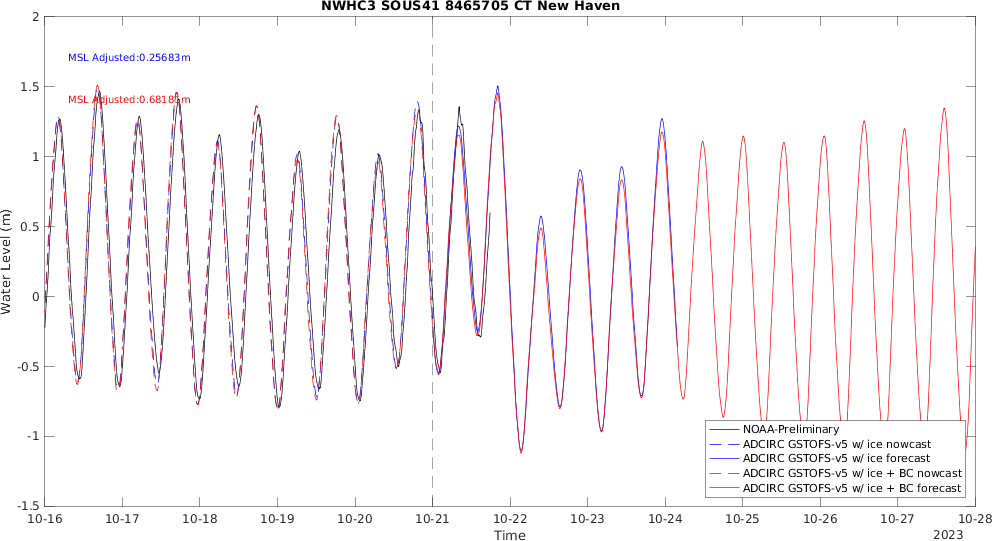 NWHC3 SOUS41 8465705 CT New Haven
2
1.5
1
0.5
0
-0.5
-1
-1.5
Water Level (m)
MSL Adjusted:0.25683m
MSL Adjusted:0.6818 m
NOAA-Preliminary
ADCIRC GSTOFS-v5 w/ ice nowcast
ADCIRC GSTOFS-v5 w/ ice forecast
ADCIRC GSTOFS-v5 w/ ice + BC nowcast
ADCIRC GSTOFS-v5 w/ ice + BC forecast
10-16 10-17 10-18 10-19 10-20 10-21 10-22 10-23 10-24 10-25 10-26 10-27 10-28
Time
2023